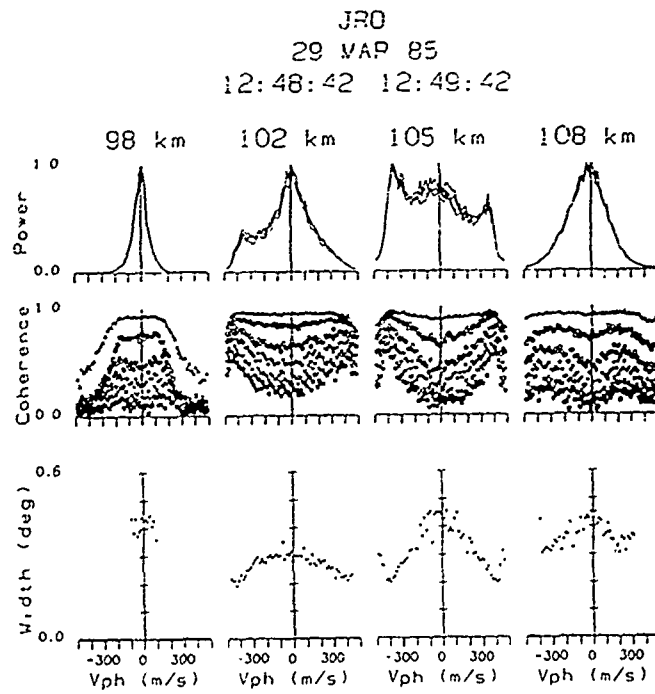 JRO
29 MAR 85
12:48:42 12:49:42
98 km 102 km 105 km 108 km
Power
1.0
0.0
Coherence
1.0
0.0
Width (deg)
0.6
0.0
-300 0 300 -300 0 300 -300 0 300 -300 0 300
Vph (m/s) Vph (m/s) Vph (m/s) Vph (m/s)